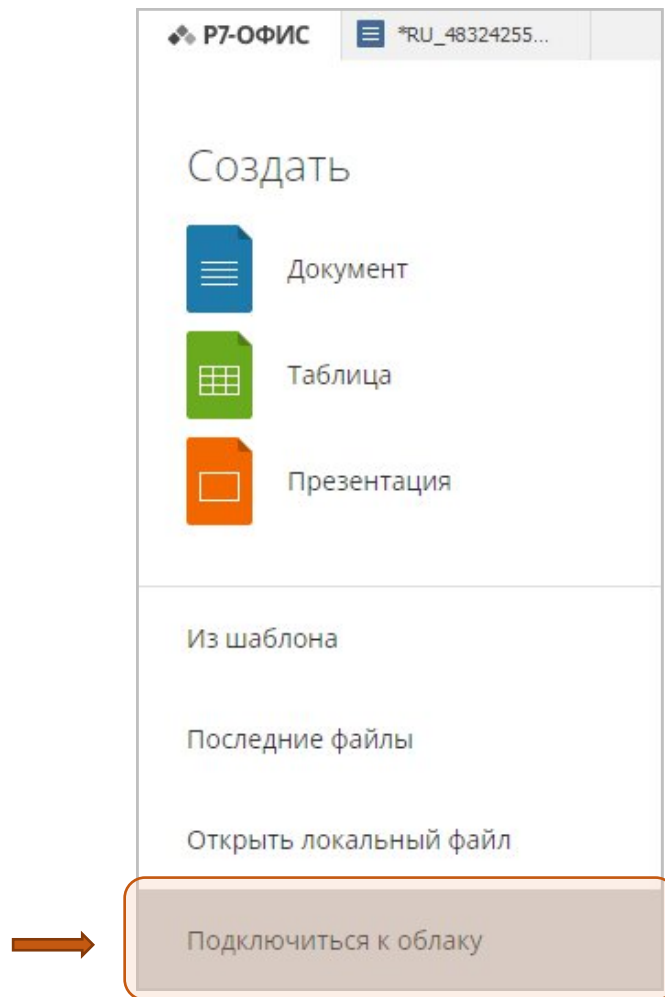 Р7-ОФИС
*RU_48324255...
Создать
Документ
Таблица
Презентация
Из шаблона
Последние файлы
Открыть локальный файл
Подключиться к облаку